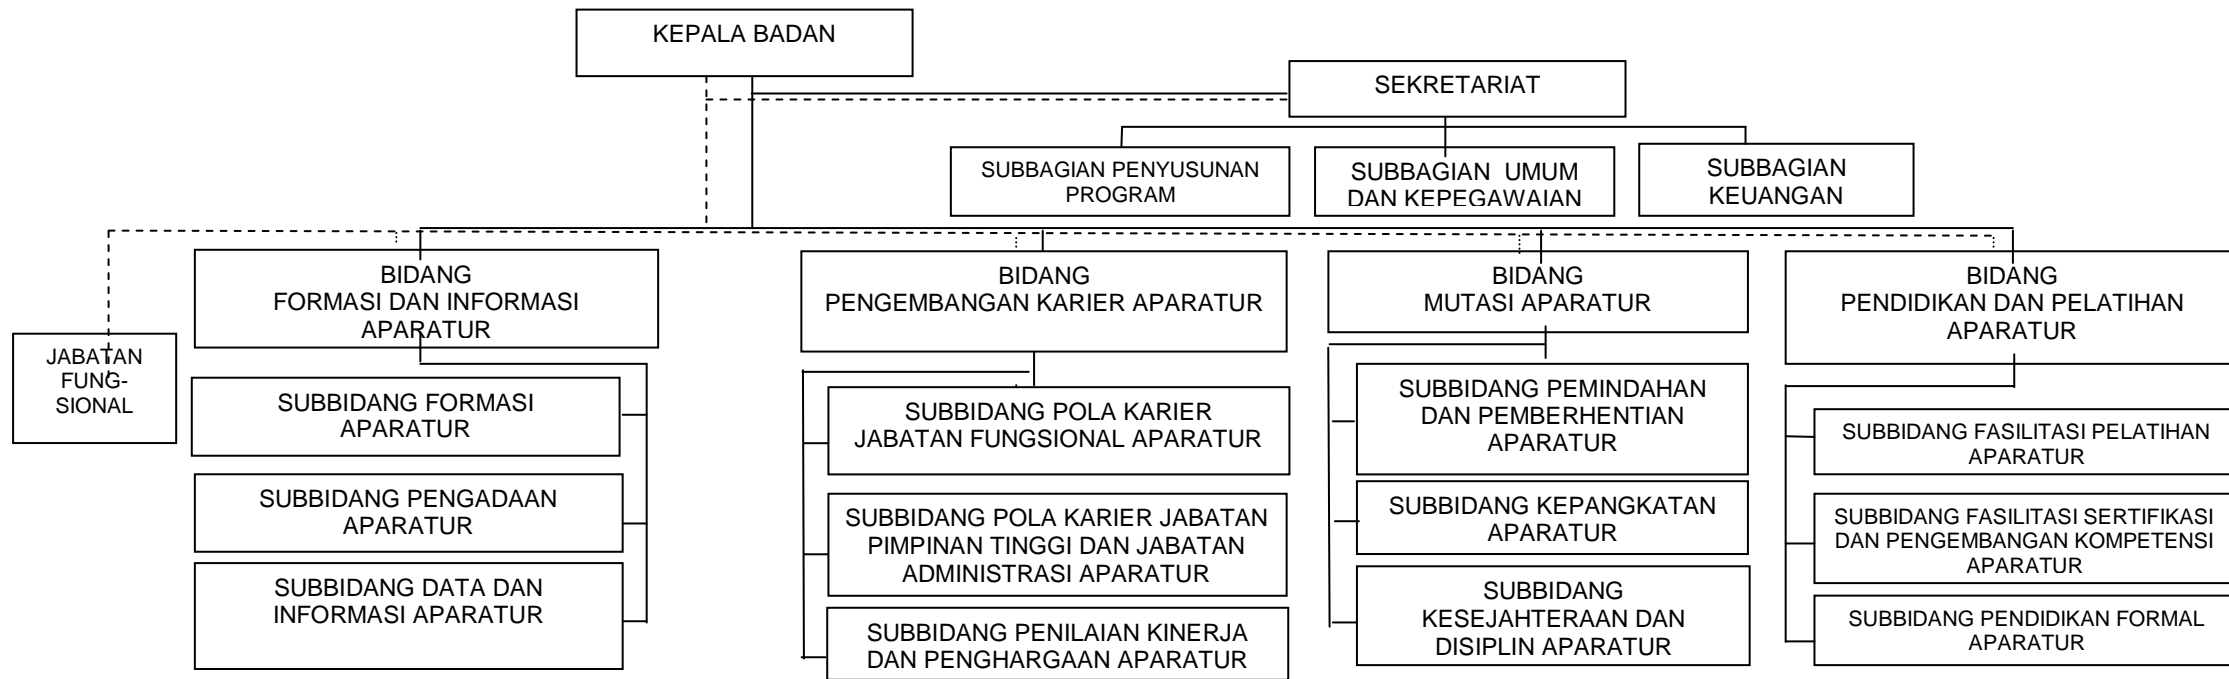 KEPALA BADAN
SEKRETARIAT
SUBBAGIAN PENYUSUNAN
PROGRAM
SUBBAGIAN UMUM
DAN KEPEGAWAIAN
SUBBAGIAN
KEUANGAN
BIDANG
FORMASI DAN INFORMASI
APARATUR
BIDANG
PENGEMBANGAN KARIER APARATUR
BIDANG
MUTASI APARATUR
BIDANG
PENDIDIKAN DAN PELATIHAN
APARATUR
JABATAN
FUNG-
SIONAL
SUBBIDANG FORMASI
APARATUR
SUBBIDANG PENGADAAN
APARATUR
SUBBIDANG DATA DAN
INFORMASI APARATUR
SUBBIDANG POLA KARIER
JABATAN FUNGSIONAL APARATUR
SUBBIDANG POLA KARIER JABATAN
PIMPINAN TINGGI DAN JABATAN
ADMINISTRASI APARATUR
SUBBIDANG PENILAIAN KINERJA
DAN PENGHARGAAN APARATUR
SUBBIDANG PEMINDAHAN
DAN PEMBERHENTIAN
APARATUR
SUBBIDANG KEPANGKATAN
APARATUR
SUBBIDANG
KESEJAHTERAAN DAN
DISIPLIN APARATUR
SUBBIDANG FASILITASI PELATIHAN
APARATUR
SUBBIDANG FASILITASI SERTIFIKASI
DAN PENGEMBANGAN KOMPETENSI
APARATUR
SUBBIDANG PENDIDIKAN FORMAL
APARATUR